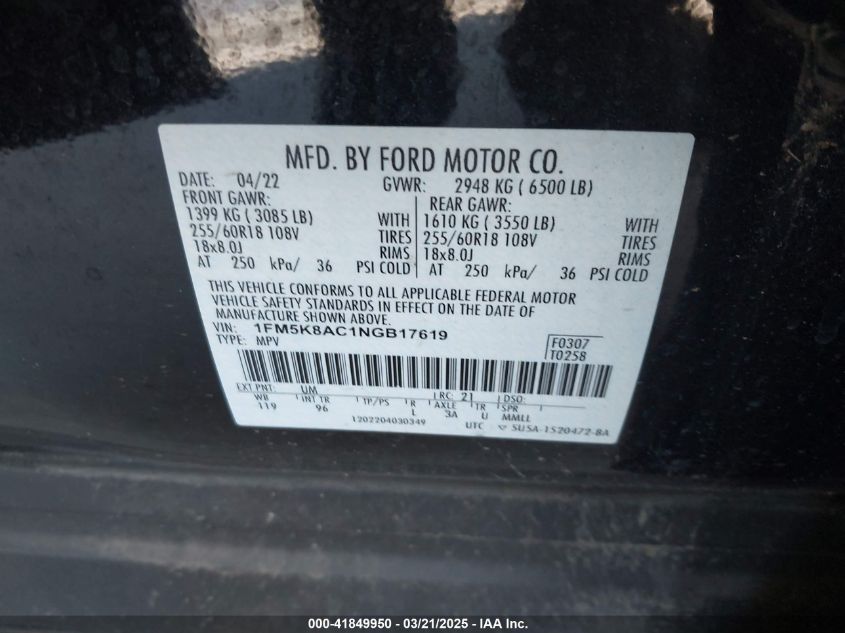 MFD. BY FORD MOTOR CO.
DATE: 04/22 GVWR: 2948 KG ( 6500 LB)
FRONT GAWR: REAR GAWR:
1399 KG ( 3085 LB) WITH 1610 KG ( 3550 LB) WITH
255/60R18 108V TIRES 255/60R18 108V TIRES
18x8.0J RIMS 18x8.0J RIMS
AT 250 kPa/ 36 PSI COLD AT 250 kPa/ 36 PSI COLD
THIS VEHICLE CONFORMS TO ALL APPLICABLE FEDERAL MOTOR
VEHICLE SAFETY STANDARDS IN EFFECT ON THE DATE OF
MANUFACTURE SHOWN ABOVE.
VIN: 1FM5K8AC1NGB17619 F0307
TYPE: MPV T0258
EXT PNT: UM RC: 21 DSO:
WB INT TR TP/PS R AXLE TR SPR
119 96 L 3A U MMLL
1202204030349 UTC ▽ SU5A-1520472-BA
000-41849950 - 03/21/2025 - IAA Inc.